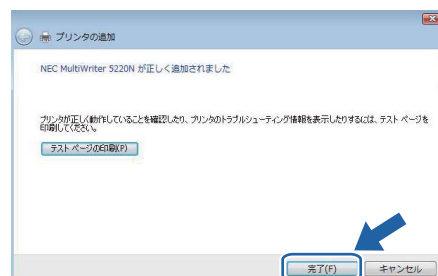 プリンタの追加
NEC MultiWriter 5220N が正しく追加されました
プリンタが正しく動作していることを確認したり、プリンタのトラブルシューティング情報を表示したりするには、テスト ページを
印刷してください。
テスト ページの印刷(P)
完了(F)
キャンセル